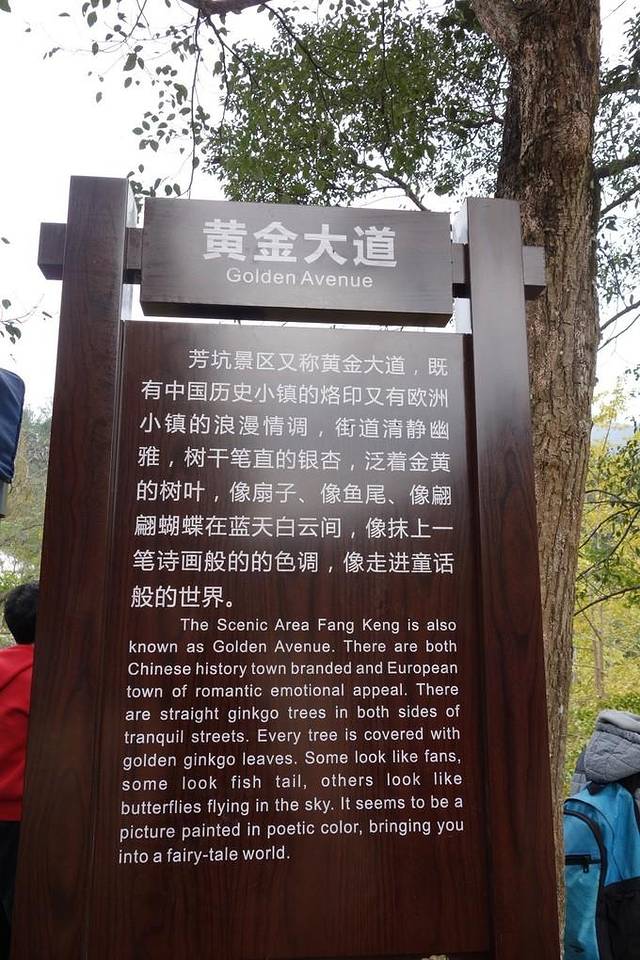 黄金大道
Golden Avenue
芳坑景区又称黄金大道，既
有中国历史小镇的烙印又有欧洲
小镇的浪漫情调，街道清静幽
雅，树干笔直的银杏，泛着金黄
的树叶，像扇子、像鱼尾、像翩
翩蝴蝶在蓝天白云间，像抹上一
笔诗画般的的色调，像走进童话
般的世界。
The Scenic Area Fang Keng is also
known as Golden Avenue. There are both
Chinese history town branded and European
town of romantic emotional appeal. There
are straight ginkgo trees in both sides of
tranquil streets. Every tree is covered with
golden ginkgo leaves. Some look like fans,
some look fish tail, others look like
butterflies flying in the sky. It seems to be a
picture painted in poetic color, bringing you
into a fairy-tale world.